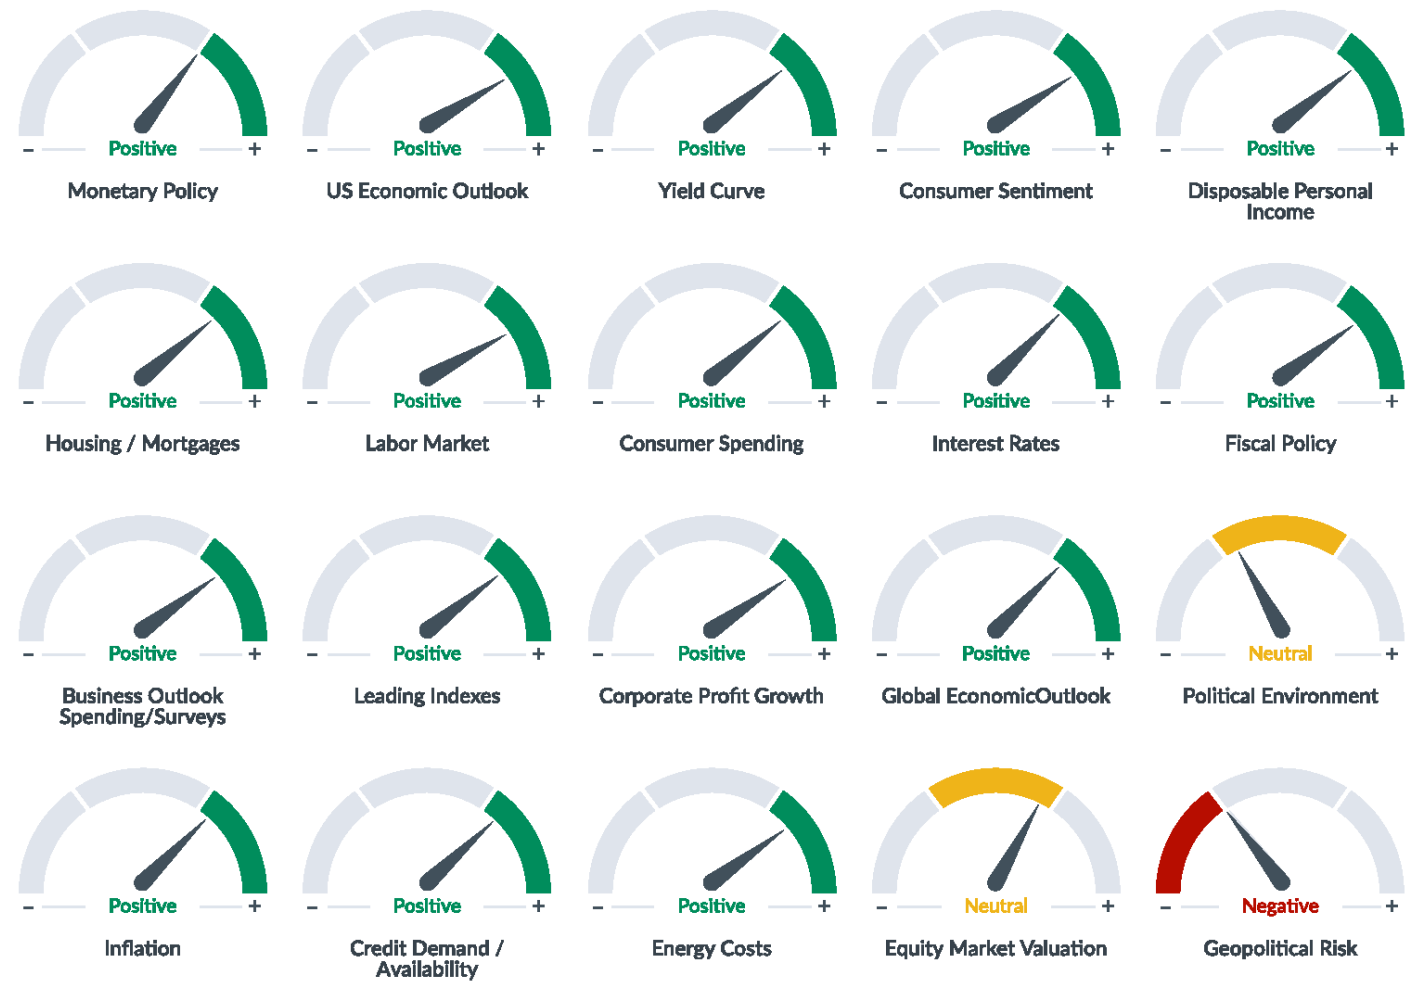 - Positive +
Monetary Policy
- Positive +
US Economic Outlook
- Positive +
Yield Curve
- Positive +
Consumer Sentiment
- Positive +
Disposable Personal
Income
- Positive +
Housing / Mortgages
- Positive +
Labor Market
- Positive +
Consumer Spending
- Positive +
Interest Rates
- Positive +
Fiscal Policy
- Positive +
Business Outlook
Spending/Surveys
- Positive +
Leading Indexes
- Positive +
Corporate Profit Growth
- Positive +
Global EconomicOutlook
- Neutral +
Political Environment
- Positive +
Inflation
- Positive +
Credit Demand /
Availability
- Positive +
Energy Costs
- Neutral +
Equity Market Valuation
- Negative +
Geopolitical Risk